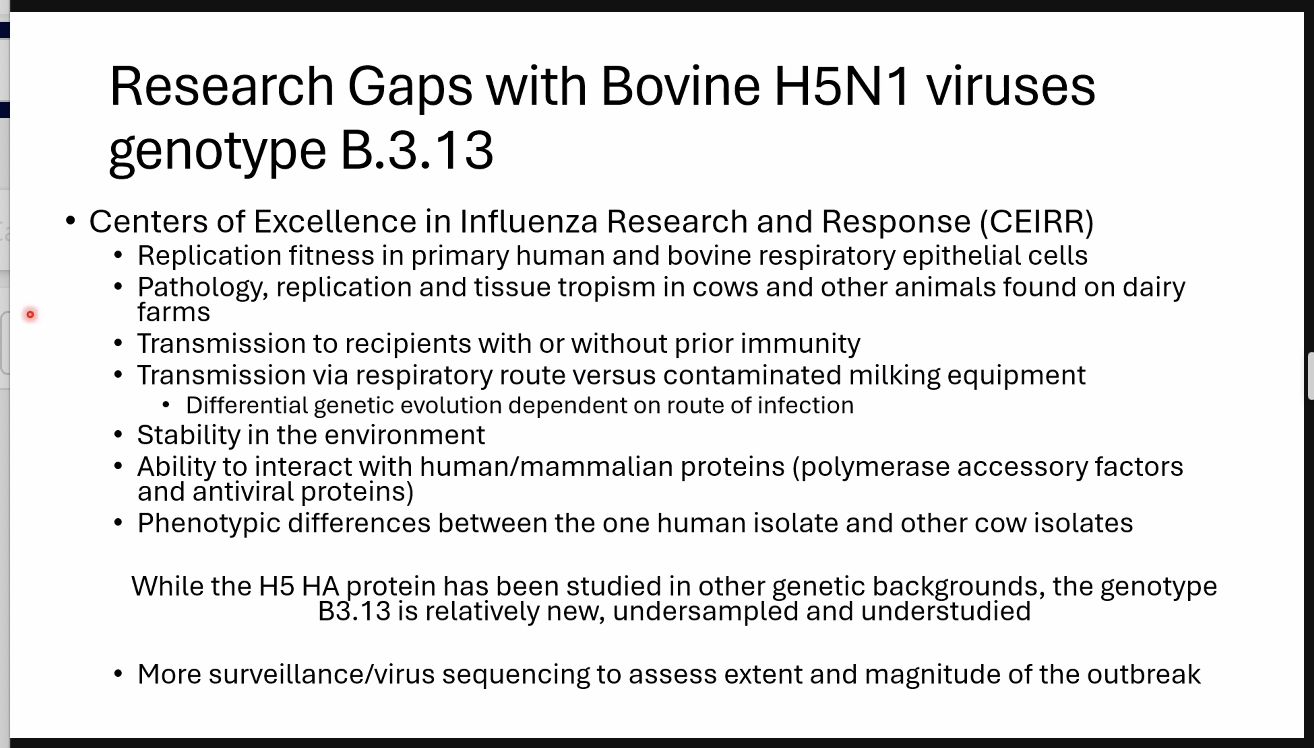 Research Gaps with Bovine H5N1 viruses
genotype B.3.13
• Centers of Excellence in Influenza Research and Response (CEIRR)
• Replication fitness in primary human and bovine respiratory epithelial cells
• Pathology, replication and tissue tropism in cows and other animals found on dairy
farms
• Transmission to recipients with or without prior immunity
• Transmission via respiratory route versus contaminated milking equipment
• Differential genetic evolution dependent on route of infection
• Stability in the environment
• Ability to interact with human/mammalian proteins (polymerase accessory factors
and antiviral proteins)
• Phenotypic differences between the one human isolate and other cow isolates
While the H5 HA protein has been studied in other genetic backgrounds, the genotype
B3.13 is relatively new, undersampled and understudied
• More surveillance/virus sequencing to assess extent and magnitude of the outbreak